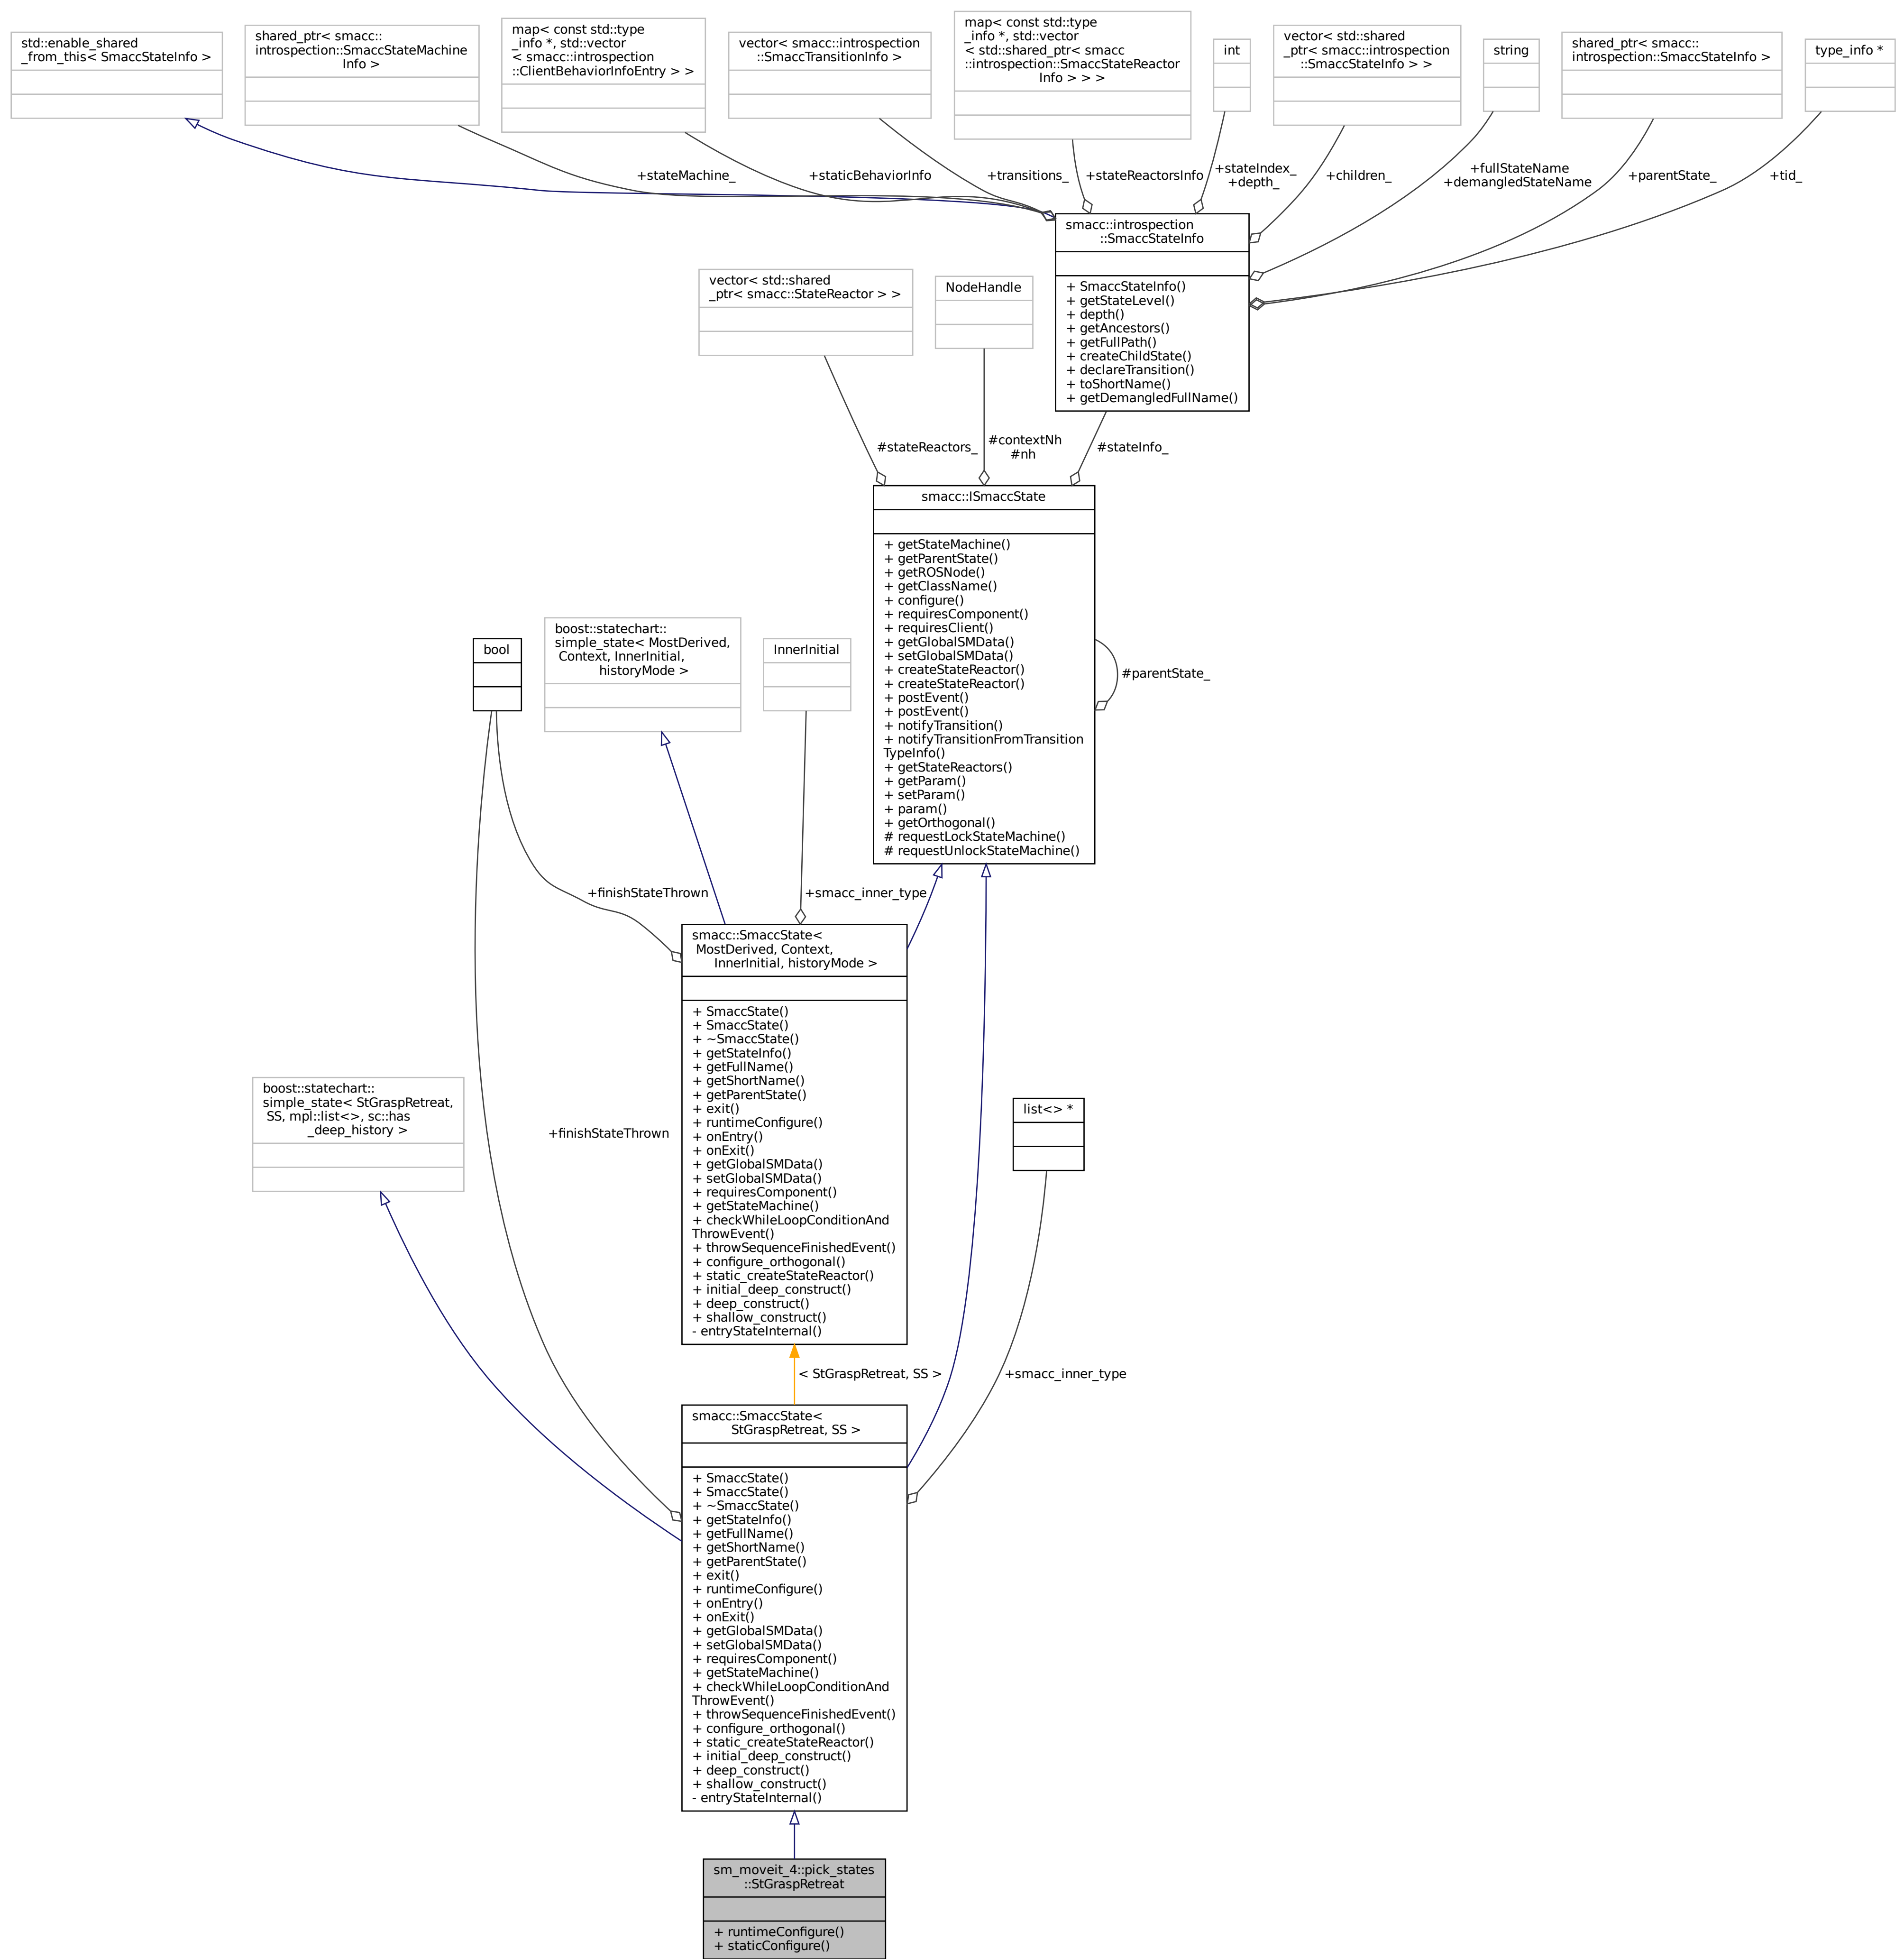 std::enable_shared
_from_this< SmaccStateInfo >
shared_ptr< smacc::
introspection::SmaccStateMachine
Info >
map< const std::type
_info *, std::vector
< smacc::introspection
::ClientBehaviorInfoEntry > >
vector< smacc::introspection
::SmaccTransitionInfo >
map< const std::type
_info *, std::vector
< std::shared_ptr< smacc
::introspection::SmaccStateReactor
Info > > >
int
vector< std::shared
_ptr< smacc::introspection
::SmaccStateInfo > >
string
shared_ptr< smacc::
introspection::SmaccStateInfo >
type_info *
+stateMachine_
+staticBehaviorInfo
+transitions_
+stateReactorsInfo
+stateIndex_
+depth_
+children_
+fullStateName
+demangledStateName
+parentState_
+tid_
smacc::introspection
::SmaccStateInfo
+ SmaccStateInfo()
+ getStateLevel()
+ depth()
+ getAncestors()
+ getFullPath()
+ createChildState()
+ declareTransition()
+ toShortName()
+ getDemangledFullName()
vector< std::shared
_ptr< smacc::StateReactor > >
NodeHandle
#stateReactors_
#contextNh
#nh
#stateInfo_
smacc::ISmaccState
+ getStateMachine()
+ getParentState()
+ getROSNode()
+ getClassName()
+ configure()
+ requiresComponent()
+ requiresClient()
+ getGlobalSMData()
+ setGlobalSMData()
+ createStateReactor()
+ createStateReactor()
+ postEvent()
+ postEvent()
+ notifyTransition()
+ notifyTransitionFromTransition
TypeInfo()
+ getStateReactors()
+ getParam()
+ setParam()
+ param()
+ getOrthogonal()
# requestLockStateMachine()
# requestUnlockStateMachine()
#parentState_
bool
boost::statechart::
simple_state< MostDerived,
Context, InnerInitial,
historyMode >
InnerInitial
+finishStateThrown
+smacc_inner_type
smacc::SmaccState<
MostDerived, Context,
InnerInitial, historyMode >
+ SmaccState()
+ SmaccState()
+ ~SmaccState()
+ getStateInfo()
+ getFullName()
+ getShortName()
+ getParentState()
+ exit()
+ runtimeConfigure()
+ onEntry()
+ onExit()
+ getGlobalSMData()
+ setGlobalSMData()
+ requiresComponent()
+ getStateMachine()
+ checkWhileLoopConditionAnd
ThrowEvent()
+ throwSequenceFinishedEvent()
+ configure_orthogonal()
+ static_createStateReactor()
+ initial_deep_construct()
+ deep_construct()
+ shallow_construct()
- entryStateInternal()
boost::statechart::
simple_state< StGraspRetreat,
SS, mpl::list<>, sc::has
_deep_history >
+finishStateThrown
list<> *
< StGraspRetreat, SS >
+smacc_inner_type
smacc::SmaccState<
StGraspRetreat, SS >
+ SmaccState()
+ SmaccState()
+ ~SmaccState()
+ getStateInfo()
+ getFullName()
+ getShortName()
+ getParentState()
+ exit()
+ runtimeConfigure()
+ onEntry()
+ onExit()
+ getGlobalSMData()
+ setGlobalSMData()
+ requiresComponent()
+ getStateMachine()
+ checkWhileLoopConditionAnd
ThrowEvent()
+ throwSequenceFinishedEvent()
+ configure_orthogonal()
+ static_createStateReactor()
+ initial_deep_construct()
+ deep_construct()
+ shallow_construct()
- entryStateInternal()
sm_moveit_4::pick_states
::StGraspRetreat
+ runtimeConfigure()
+ staticConfigure()